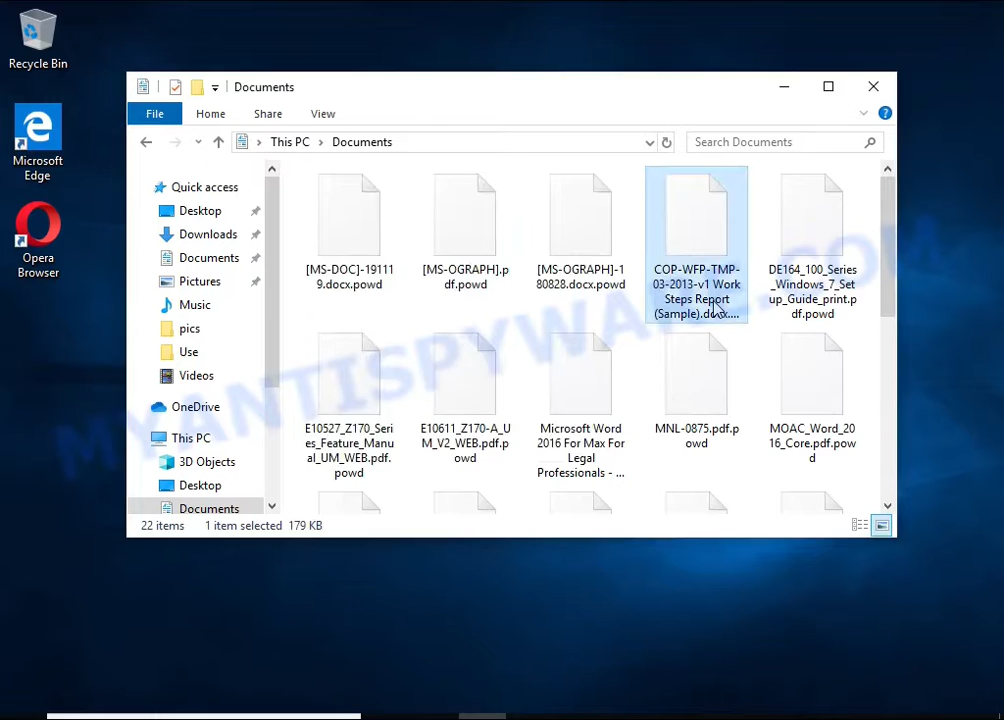 Recycle Bin
Microsoft
Edge
Opera
Browser
Documents
File
Home
Share
View
This PC
Documents
Search Documents
Quick access
Desktop
Downloads
Documents
Pictures
Music
pics
Use
Videos
OneDrive
This PC
3D Objects
Desktop
Documents
[MS-DOC]-19111
9.docx.powd
[MS-OGRAPH].p
df.powd
[MS-OGRAPH]-1
80828.docx.powd
COP-WFP-TMP-
03-2013-v1 Work
Steps Report
(Sample).docx....
DE164_100_Series
_Windows_7_Set
up_Guide_print.p
df.powd
E10527_Z170_Seri
es_Feature_Manu
al_UM_WEB.pdf.
powd
E10611_Z170-A_U
M_V2_WEB.pdf.p
owd
Microsoft Word
2016 For Max For
Legal
Professionals - ...
MNL-0875.pdf.p
owd
MOAC_Word_20
16_Core.pdf.pow
d
22 items
1 item selected 179 KB
MYANTISPYWARE.COM